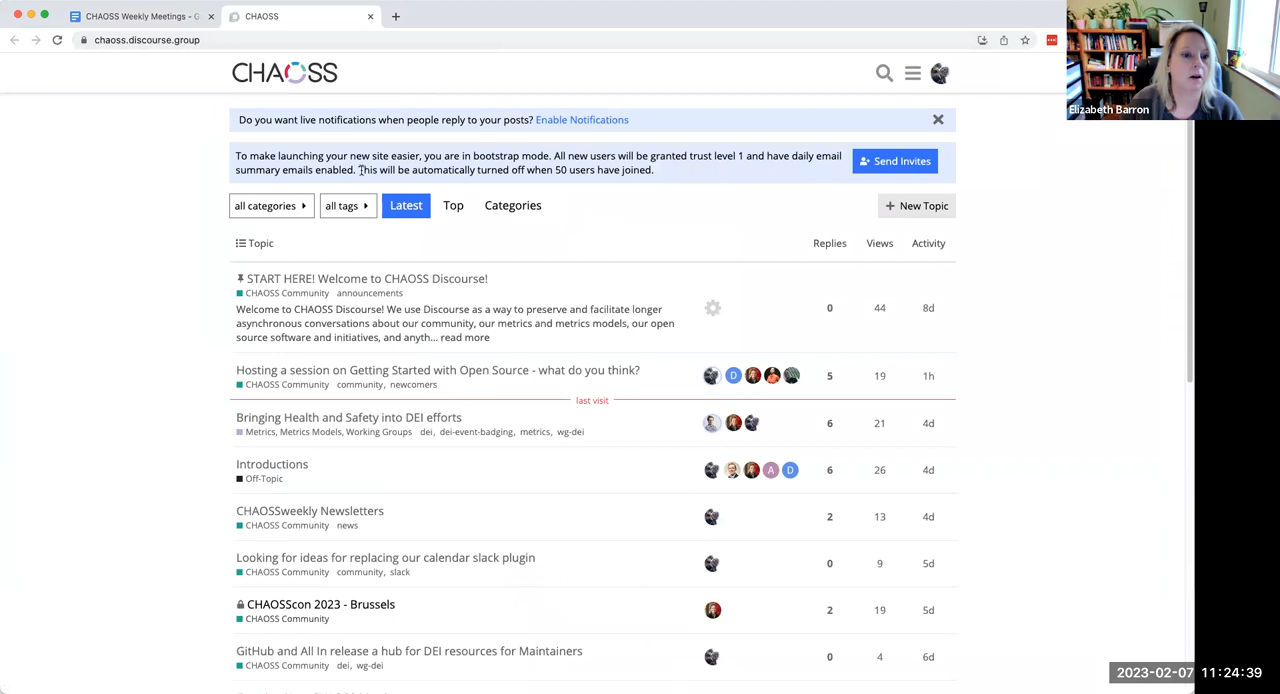 CHAOSS Weekly Meetings - G
CHAOSS
chaoss.discourse.group
Elizabeth Barron
CHAOSS
Do you want live notifications when people reply to your posts? Enable Notifications
To make launching your new site easier, you are in bootstrap mode. All new users will be granted trust level 1 and have daily email
summary emails enabled. This will be automatically turned off when 50 users have joined.
Send Invites
all categories
all tags
Latest
Top
Categories
New Topic
Topic
Replies
Views
Activity
START HERE! Welcome to CHAOSS Discourse!
CHAOSS Community announcements
Welcome to CHAOSS Discourse! We use Discourse as a way to preserve and facilitate longer
asynchronous conversations about our community, our metrics and metrics models, our open
source software and initiatives, and anyth... read more
0 44 8d
Hosting a session on Getting Started with Open Source - what do you think?
CHAOSS Community community, newcomers
D
5 19 1h
last visit
Bringing Health and Safety into DEI efforts
Metrics, Metrics Models, Working Groups dei, dei-event-badging, metrics, wg-dei
6 21 4d
Introductions
Off-Topic
A D
6 26 4d
CHAOSSweekly Newsletters
CHAOSS Community news
2 13 4d
Looking for ideas for replacing our calendar slack plugin
CHAOSS Community community, slack
0 9 5d
CHAOSScon 2023 - Brussels
CHAOSS Community
2 19 5d
GitHub and All In release a hub for DEI resources for Maintainers
CHAOSS Community dei, wg-dei
0 4 6d
2023-02-07 11:24:39